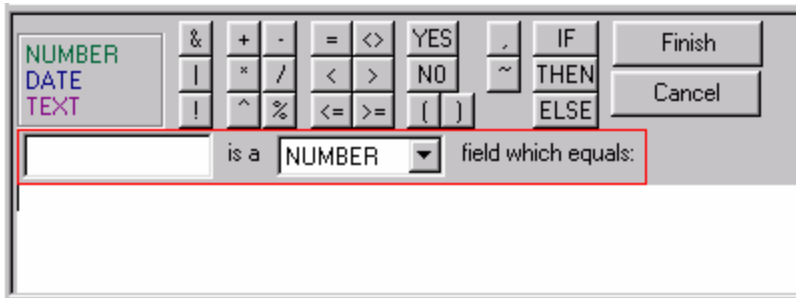 NUMBER
DATE
TEXT
& + - = <> YES , IF Finish
| * / < > NO ~ THEN Cancel
! ^ % <= >= ( ) ELSE
is a NUMBER field which equals: